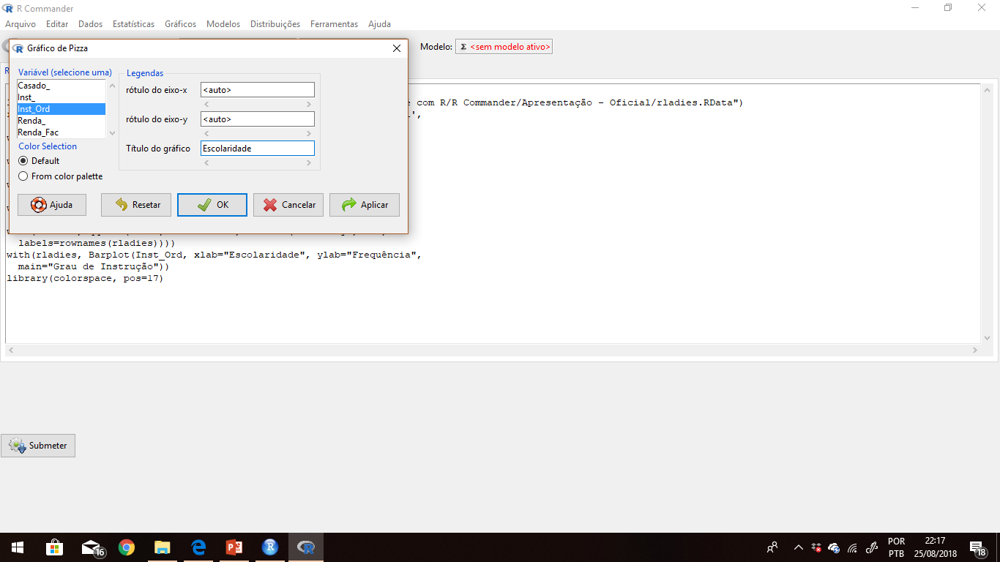 R Commander
Arquivo Editar Dados Estatísticas Gráficos Modelos Distribuições Ferramentas Ajuda
Modelo: Σ <sem modelo ativo>
Gráfico de Pizza
Variável (selecione uma)
Casado_
Inst_
Inst_Ord
Renda_
Renda_Fac
Color Selection
Default
From color palette
Legendas
rótulo do eixo-x <auto>
rótulo do eixo-y <auto>
Título do gráfico Escolaridade
Ajuda Resetar OK Cancelar Aplicar
com R/R Commander/Apresentação - Oficial/rladies.RData")
labels=rownames(rladies))))
with(rladies, Barplot(Inst_Ord, xlab="Escolaridade", ylab="Frequência",
main="Grau de Instrução"))
library(colorspace, pos=17)
Submeter
16
POR
PTB
22:17
25/08/2018
18